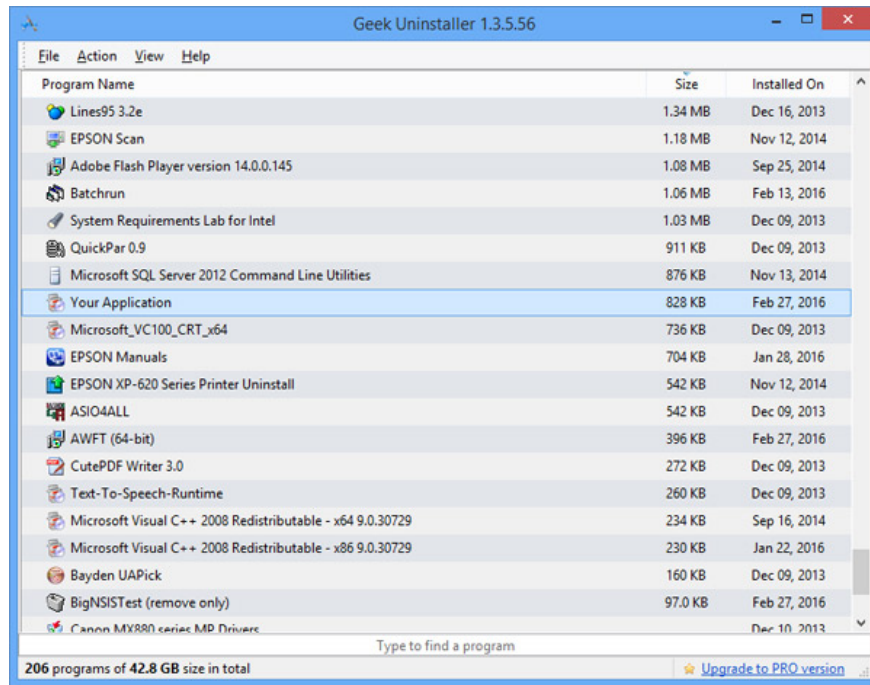 Geek Uninstaller 1.3.5.56
File Action View Help
Program Name Size Installed On
Lines95 3.2e 1.34 MB Dec 16, 2013
EPSON Scan 1.18 MB Nov 12, 2014
Adobe Flash Player version 14.0.0.145 1.08 MB Sep 25, 2014
Batchrun 1.06 MB Feb 13, 2016
System Requirements Lab for Intel 1.03 MB Dec 09, 2013
QuickPar 0.9 911 KB Dec 09, 2013
Microsoft SQL Server 2012 Command Line Utilities 876 KB Nov 13, 2014
Your Application 828 KB Feb 27, 2016
Microsoft_VC100_CRT_x64 736 KB Dec 09, 2013
EPSON Manuals 704 KB Jan 28, 2016
EPSON XP-620 Series Printer Uninstall 542 KB Nov 12, 2014
ASIO4ALL 542 KB Dec 09, 2013
AWFT (64-bit) 396 KB Feb 27, 2016
CutePDF Writer 3.0 272 KB Dec 09, 2013
Text-To-Speech-Runtime 260 KB Dec 09, 2013
Microsoft Visual C++ 2008 Redistributable - x64 9.0.30729 234 KB Sep 16, 2014
Microsoft Visual C++ 2008 Redistributable - x86 9.0.30729 230 KB Jan 22, 2016
Bayden UAPick 160 KB Dec 09, 2013
BigNSISTest (remove only) 97.0 KB Feb 27, 2016
Canon MX880 series MP Drivers Dec 10, 2013
Type to find a program
206 programs of 42.8 GB size in total Upgrade to PRO version